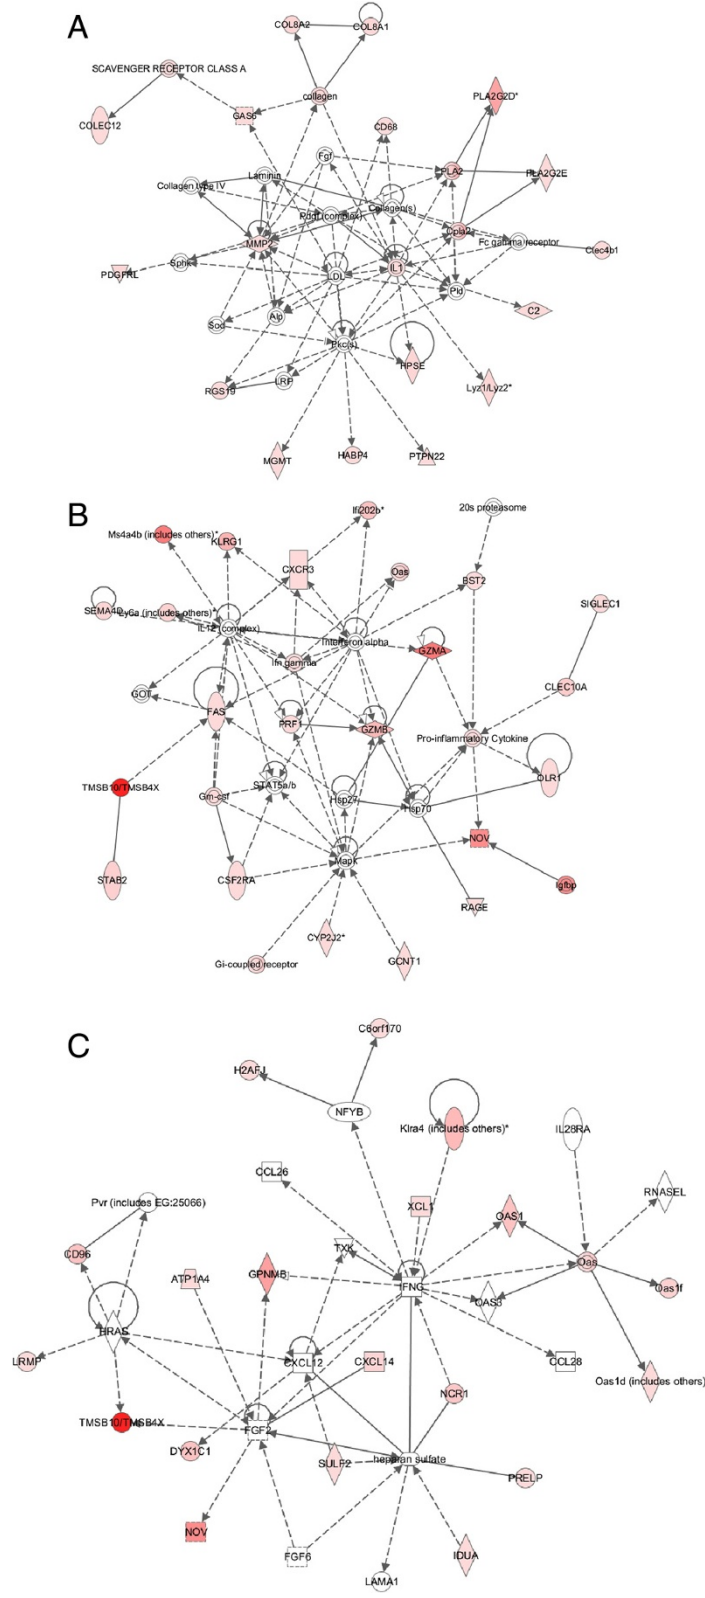 A
COL8A2
COL8A1
SCAVENGER RECEPTOR CLASS A
collagen
PLA2G2D*
COLEC12
GAS6
CD68
Fgf
PLA2
PLA2G2E
Laminin
Collagen type IV
Collagen(s)
Pdgf (complex)
Cpla2
MMP2
Fc gamma receptor
Clec4b1
Sphk
IL1
PDGFRL
LDL
Pld
C2
Alp
Sod
Pkc(s)
HPSE
LRP
RGS19
Lyz1/Lyz2*
MGMT
HABP4
PTPN22
B
Ifi202b*
20s proteasome
Ms4a4b (includes others)*
KLRG1
CXCR3
Oas
BST2
SEMA4D
Ly6a (includes others)*
SIGLEC1
IL12 (complex)
Interferon alpha
GZMA
Ifn gamma
CLEC10A
GOT
FAS
PRF1
GZMB
Pro-inflammatory Cytokine
TMSB10/TMSB4X
STAT5a/b
OLR1
Gm-csf
Hsp27
Hsp70
NOV
Mapk
STAB2
CSF2RA
Igfbp
RAGE
CYP2J2*
Gi-coupled receptor
GCNT1
C
C6orf170
H2AFJ
NFYB
Klra4 (includes others)*
IL28RA
CCL26
RNASEL
Pvr (includes EG:25066)
XCL1
OAS1
CD96
TXK
ATP1A4
GPNMB
Oas
IFNG
Oas1f
OAS3
HRAS
LRMP
CXCL12
CXCL14
CCL28
Oas1d (includes others)
NCR1
TMSB10/TMSB4X
FGF2
DYX1C1
SULF2
heparan sulfate
PRELP
NOV
FGF6
IDUA
LAMA1